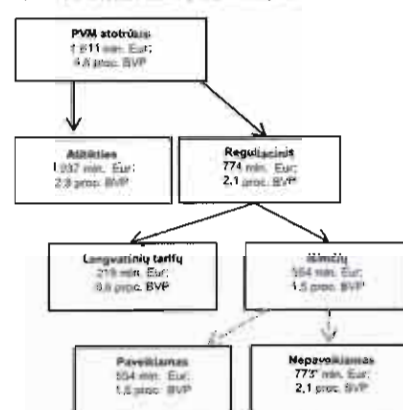 PVM atotrūkis:
1 811 mln. Eur;
4,8 proc. BVP
Atitikties
1 037 mln. Eur;
2,8 proc. BVP
Reguliacinis
774 mln. Eur;
2,1 proc. BVP
Lengvatinių tarifų
219 mln. Eur;
0,6 proc. BVP
Išimčių
554 mln. Eur;
1,5 proc. BVP
Paveikiamas
554 mln. Eur;
1,5 proc. BVP
Nepaveikiamas
773 mln. Eur;
2,1 proc. BVP